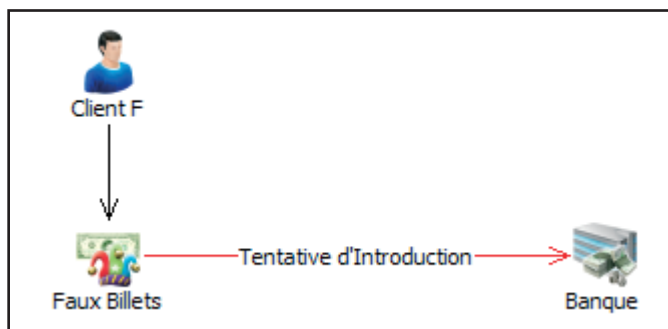 Client F
Tentative d'Introduction
Faux Billets
Banque